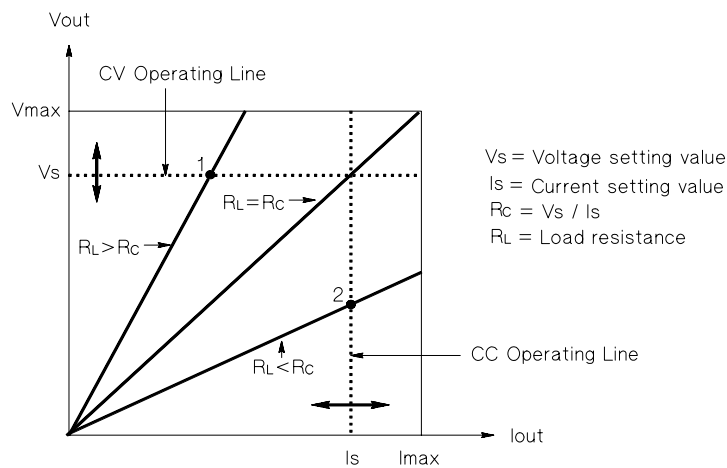 Vout
CV Operating Line
Vmax
Vs
1
RL=RC
RL>RC
2
RL<RC
CC Operating Line
Iout
Is
Imax
Vs = Voltage setting value
Is = Current setting value
RC = Vs / Is
RL = Load resistance